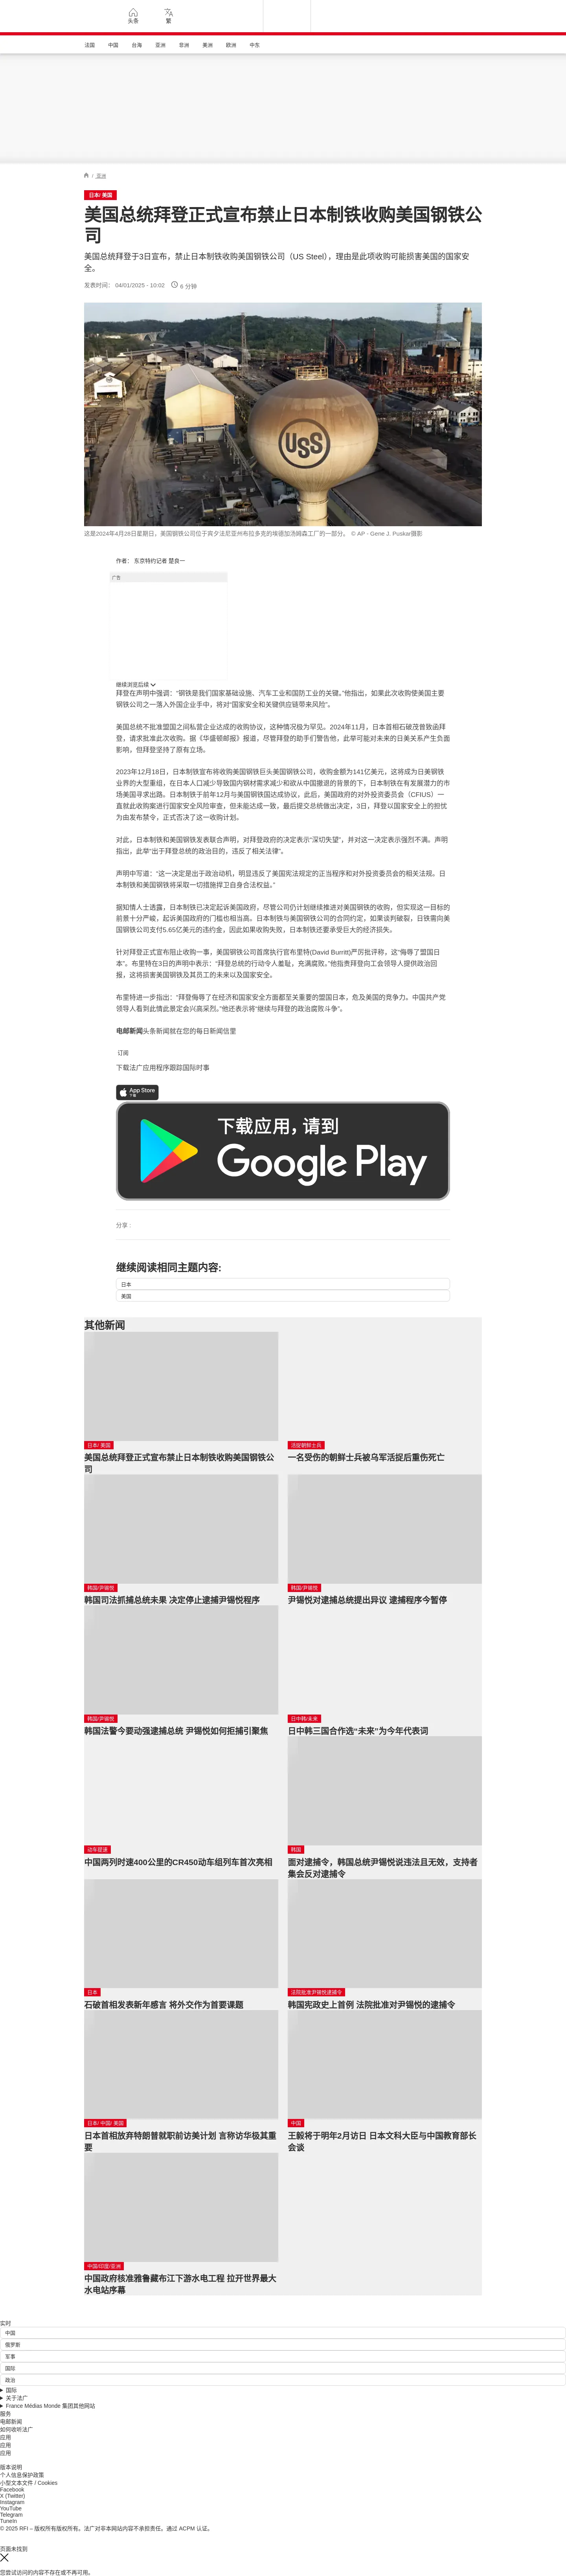 头条
繁
法国
中国
台海
亚洲
非洲
美洲
欧洲
中东
/ 亚洲
日本/ 美国
美国总统拜登正式宣布禁止日本制铁收购美国钢铁公
司
美国总统拜登于3日宣布，禁止日本制铁收购美国钢铁公司（US Steel），理由是此项收购可能损害美国的国家安
全。
发表时间： 04/01/2025 - 10:02
6 分钟
USS
这是2024年4月28日星期日，美国钢铁公司位于宾夕法尼亚州布拉多克的埃德加汤姆森工厂的一部分。 © AP - Gene J. Puskar摄影
作者： 东京特约记者 楚良一
广告
继续浏览后续
拜登在声明中强调："钢铁是我们国家基础设施、汽车工业和国防工业的关键。"他指出，如果此次收购使美国主要
钢铁公司之一落入外国企业手中，将对"国家安全和关键供应链带来风险"。
美国总统不批准盟国之间私营企业达成的收购协议，这种情况极为罕见。2024年11月，日本首相石破茂曾致函拜
登，请求批准此次收购。据《华盛顿邮报》报道，尽管拜登的助手们警告他，此举可能对未来的日美关系产生负面
影响，但拜登坚持了原有立场。
2023年12月18日，日本制铁宣布将收购美国钢铁巨头美国钢铁公司，收购金额为141亿美元，这将成为日美钢铁
业界的大型重组，在日本人口减少导致国内钢材需求减少和欲从中国撤退的背景的下，日本制铁在有发展潜力的市
场美国寻求出路。日本制铁于前年12月与美国钢铁国达成协议，此后，美国政府的对外投资委员会（CFIUS）一
直就此收购案进行国家安全风险审查，但未能达成一致，最后提交总统做出决定，3日，拜登以国家安全上的担忧
为由发布禁令，正式否决了这一收购计划。
对此，日本制铁和美国钢铁发表联合声明，对拜登政府的决定表示"深切失望"，并对这一决定表示强烈不满。声明
指出，此举"出于拜登总统的政治目的，违反了相关法律"。
声明中写道："这一决定是出于政治动机，明显违反了美国宪法规定的正当程序和对外投资委员会的相关法规。日
本制铁和美国钢铁将采取一切措施捍卫自身合法权益。"
据知情人士透露，日本制铁已决定起诉美国政府，尽管公司仍计划继续推进对美国钢铁的收购，但实现这一目标的
前景十分严峻，起诉美国政府的门槛也相当高。日本制铁与美国钢铁公司的合同约定，如果谈判破裂，日铁需向美
国钢铁公司支付5.65亿美元的违约金，因此如果收购失败，日本制铁还要承受巨大的经济损失。
针对拜登正式宣布阻止收购一事，美国钢铁公司首席执行官布里特(David Burritt)严厉批评称，这"侮辱了盟国日
本"。布里特在3日的声明中表示："拜登总统的行动令人羞耻，充满腐败。"他指责拜登向工会领导人提供政治回
报，这将损害美国钢铁及其员工的未来以及国家安全。
布里特进一步指出："拜登侮辱了在经济和国家安全方面都至关重要的盟国日本，危及美国的竞争力。中国共产党
领导人看到此情此景定会兴高采烈。"他还表示将"继续与拜登的政治腐败斗争"。
电邮新闻头条新闻就在您的每日新闻信里
订阅
下载法广应用程序跟踪国际时事
App Store
下载
下载应用，请到
Google Play
分享 :
继续阅读相同主题内容:
日本
美国
其他新闻
日本/ 美国
美国总统拜登正式宣布禁止日本制铁收购美国钢铁公
司
活捉朝鲜士兵
一名受伤的朝鲜士兵被乌军活捉后重伤死亡
韩国/尹锡悦
韩国司法抓捕总统未果 决定停止逮捕尹锡悦程序
韩国/尹锡悦
尹锡悦对逮捕总统提出异议 逮捕程序今暂停
韩国/尹锡悦
韩国法警今要动强逮捕总统 尹锡悦如何拒捕引聚焦
日中韩/未来
日中韩三国合作选"未来"为今年代表词
动车提速
中国两列时速400公里的CR450动车组列车首次亮相
韩国
面对逮捕令，韩国总统尹锡悦说违法且无效，支持者
集会反对逮捕令
日本
石破首相发表新年感言 将外交作为首要课题
法院批准尹锡悦逮捕令
韩国宪政史上首例 法院批准对尹锡悦的逮捕令
日本/ 中国/ 美国
日本首相放弃特朗普就职前访美计划 言称访华极其重
要
中国
王毅将于明年2月访日 日本文科大臣与中国教育部长
会谈
中国/印度/亚洲
中国政府核准雅鲁藏布江下游水电工程 拉开世界最大
水电站序幕
实时
中国
俄罗斯
军事
国际
政治
国际
关于法广
France Médias Monde 集团其他网站
服务
电邮新闻
如何收听法广
应用
应用
应用
版本说明
个人信息保护政策
小型文本文件 / Cookies
Facebook
X (Twitter)
Instagram
YouTube
Telegram
TuneIn
© 2025 RFI – 版权所有版权所有。法广对非本网站内容不承担责任。通过 ACPM 认证。
页面未找到
您尝试访问的内容不存在或不再可用。